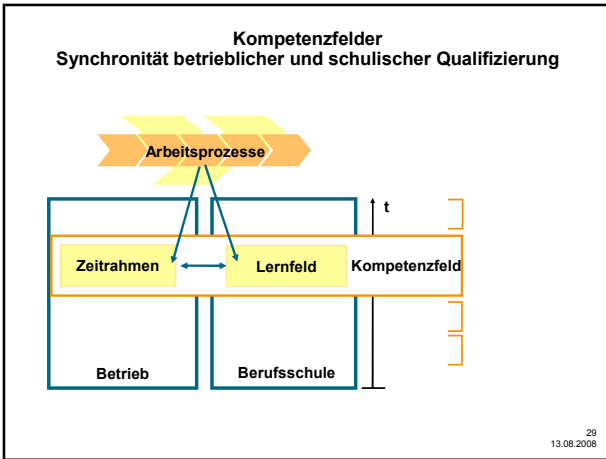 Kompetenzfelder
Synchronität betrieblicher und schulischer Qualifizierung
Arbeitsprozesse
t
Zeitrahmen
Lernfeld
Kompetenzfeld
Betrieb
Berufsschule
29
13.08.2008